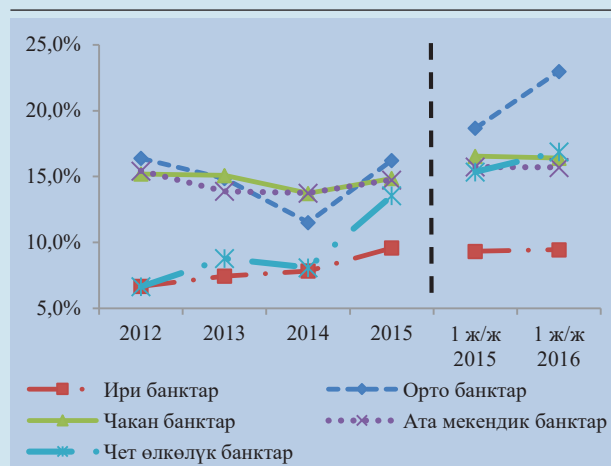 25,0%
20,0%
15,0%
10,0%
5,0%
2012 2013 2014 2015 1 ж/ж 2015 1 ж/ж 2016
Ири банктар Орто банктар
Чакан банктар Ата мекендик банктар
Чет өлкөлүк банктар